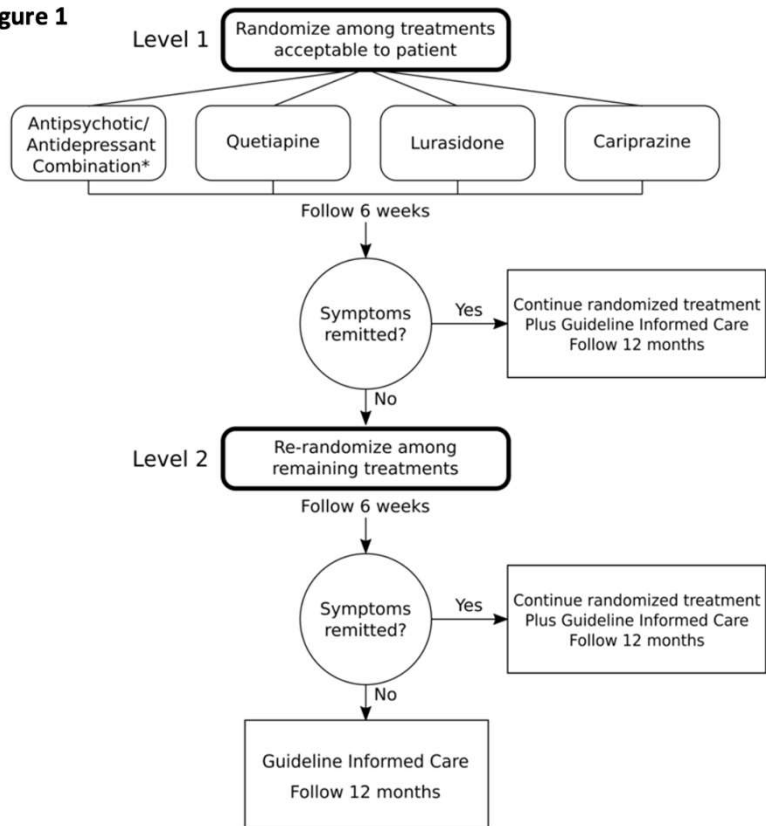 gure 1
Level 1
Randomize among treatments
acceptable to patient
Antipsychotic/
Antidepressant
Combination*
Quetiapine
Lurasidone
Cariprazine
Follow 6 weeks
Symptoms
remitted?
Yes
Continue randomized treatment
Plus Guideline Informed Care
Follow 12 months
No
Level 2
Re-randomize among
remaining treatments
Follow 6 weeks
Symptoms
remitted?
Yes
Continue randomized treatment
Plus Guideline Informed Care
Follow 12 months
No
Guideline Informed Care
Follow 12 months